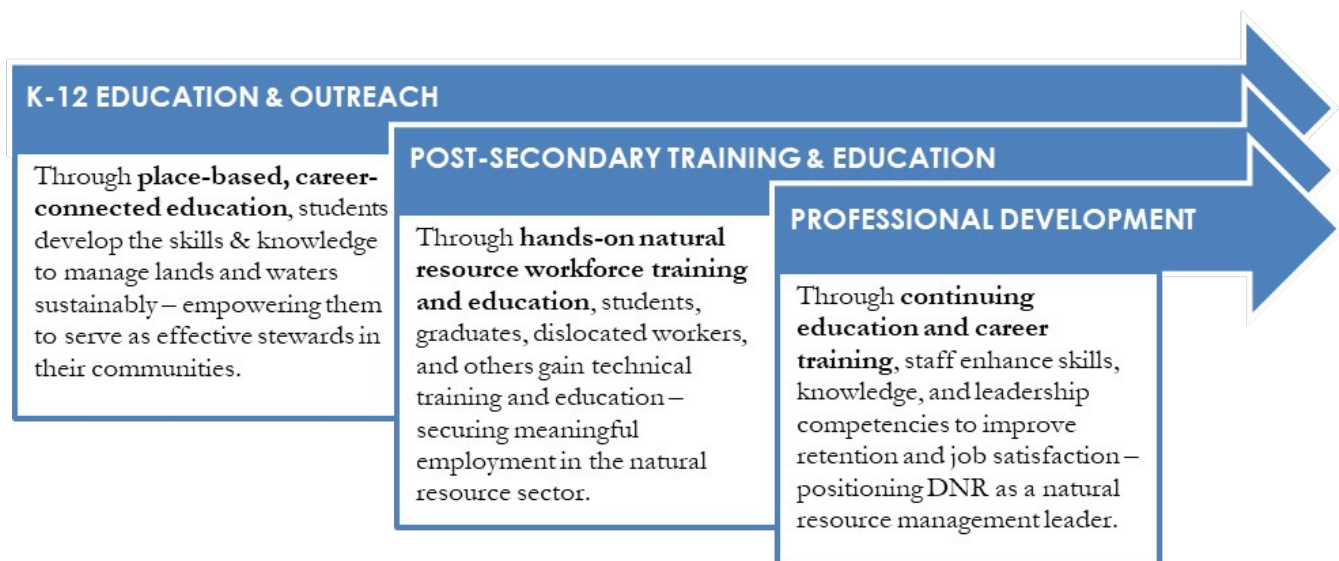 K-12 EDUCATION & OUTREACH
Through place-based, career-
connected education, students
develop the skills & knowledge
to manage lands and waters
sustainably – empowering them
to serve as effective stewards in
their communities.
POST-SECONDARY TRAINING & EDUCATION
Through hands-on natural
resource workforce training
and education, students,
graduates, dislocated workers,
and others gain technical
training and education –
securing meaningful
employment in the natural
resource sector.
PROFESSIONAL DEVELOPMENT
Through continuing
education and career
training, staff enhance skills,
knowledge, and leadership
competencies to improve
retention and job satisfaction –
positioning DNR as a natural
resource management leader.